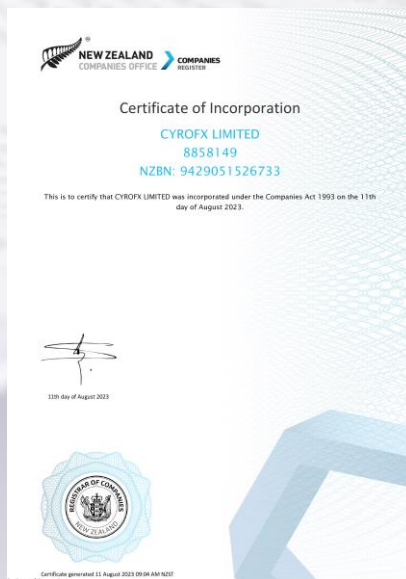 NEW ZEALAND
COMPANIES OFFICE
COMPANIES
REGISTER
®
Certificate of Incorporation
CYROFX LIMITED
8858149
NZBN: 9429051526733
This is to certify that CYROFX LIMITED was incorporated under the Companies Act 1993 on the 11th
day of August 2023.
11th day of August 2023
REGISTRAR OF COMPANIES
NEW ZEALAND
Certificate generated 11 August 2023 09:04 AM NZST